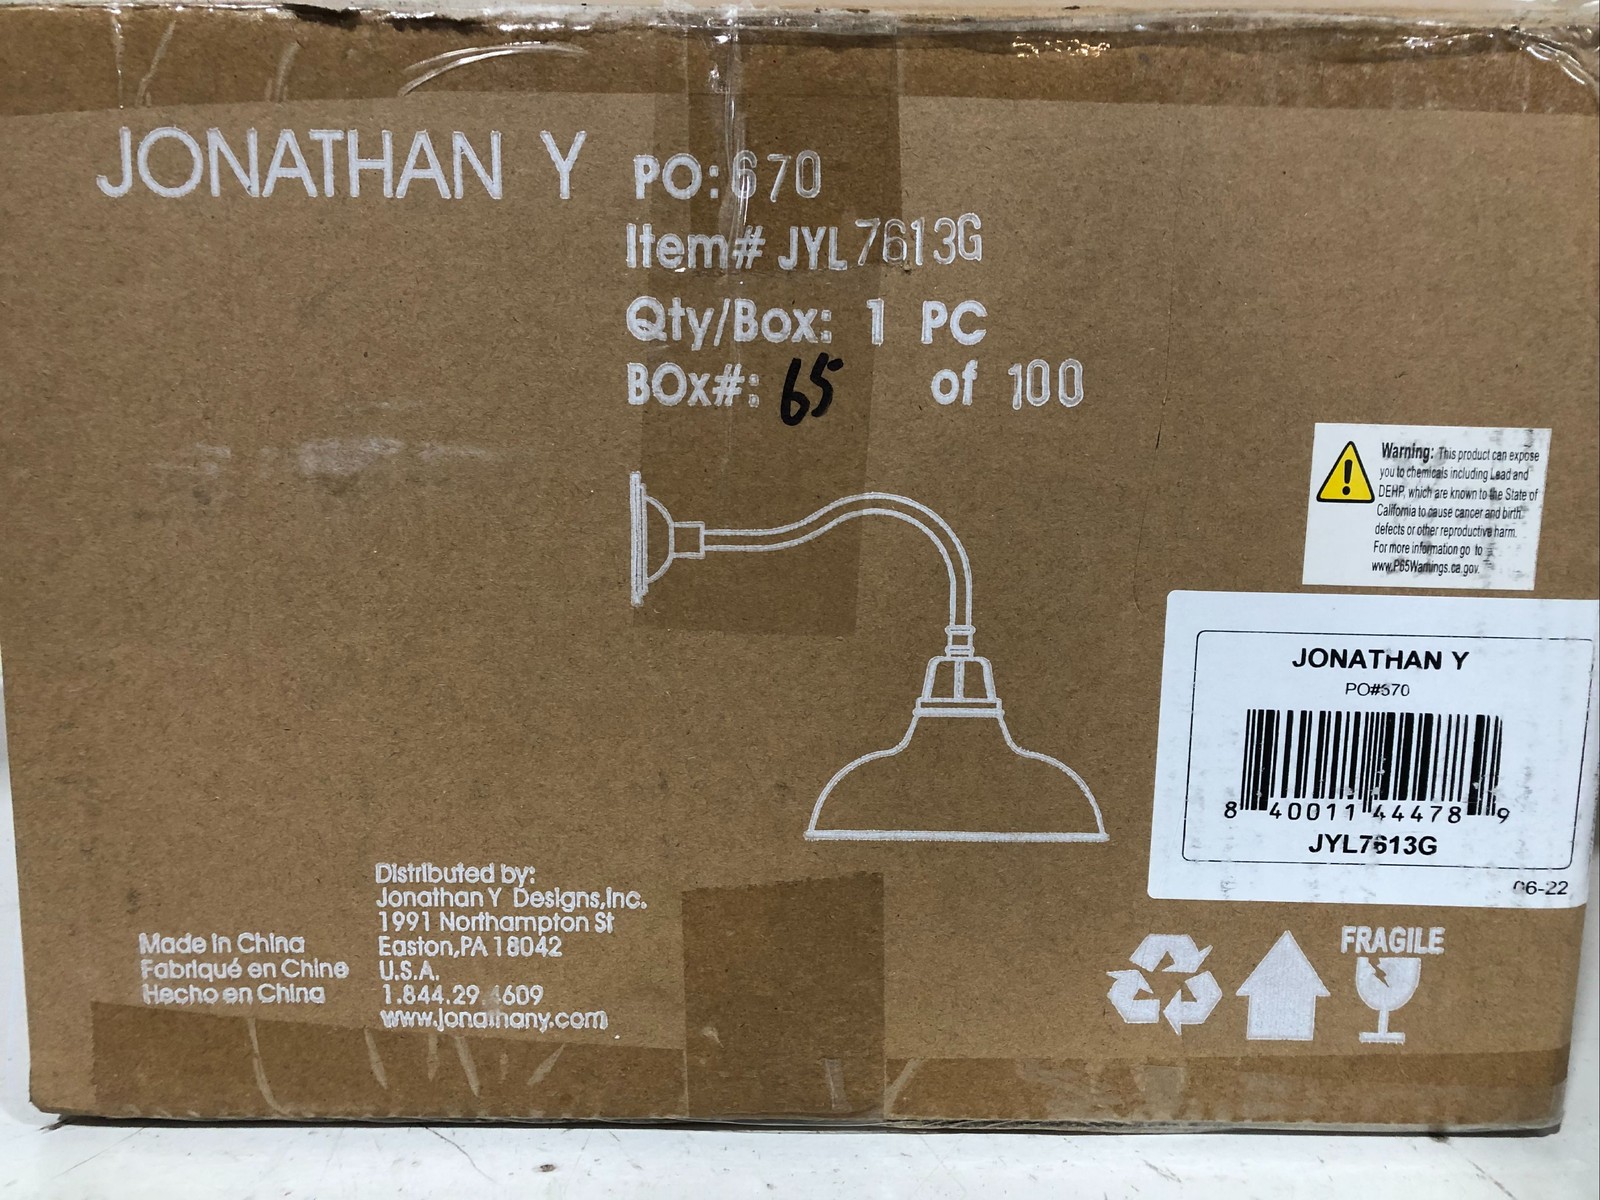 JONATHAN Y
PO: 670
Item# JYL7613G
Qty/Box: 1 PC
BOx#: 65 of 100
Warning: This product can expose
you to chemicals including Lead and
DEHP, which are known to the State of
California to cause cancer and birth
defects or other reproductive harm.
For more information go to
www.P65Warnings.ca.gov.
JONATHAN Y
PO#670
8 40011 44478 9
JYL7613G
06-22
Distributed by:
Jonathan Y Designs,Inc.
1991 Northampton St
Easton,PA 18042
U.S.A.
www.jonathany.com
Made in China
Fabriqué en Chine
Hecho en China
FRAGILE